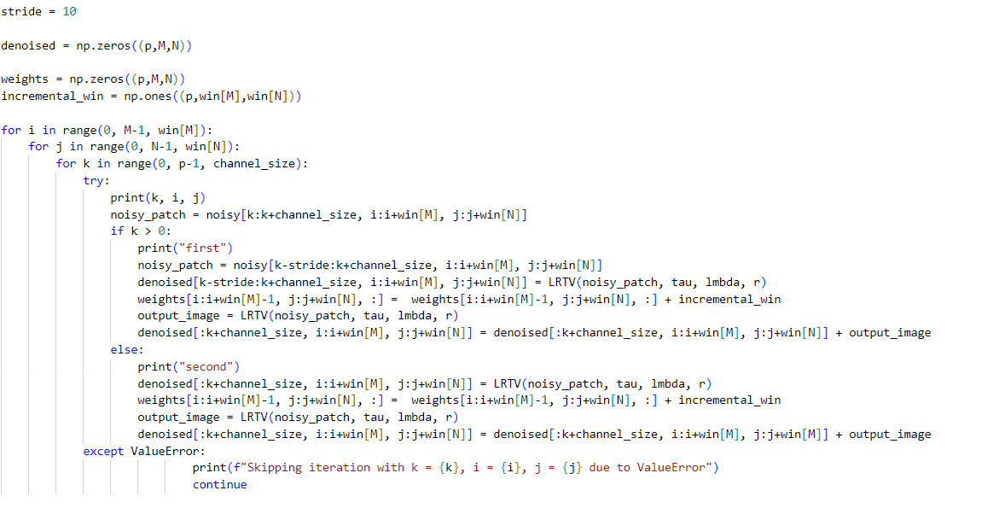 stride = 10
denoised = np.zeros((p,M,N))
weights = np.zeros((p,M,N))
incremental_win = np.ones((p,win[M],win[N]))
for i in range(0, M-1, win[M]):
    for j in range(0, N-1, win[N]):
        for k in range(0, p-1, channel_size):
            try:
                print(k, i, j)
                noisy_patch = noisy[k:k+channel_size, i:i+win[M], j:j+win[N]]
                if k > 0:
                    print("first")
                    noisy_patch = noisy[k-stride:k+channel_size, i:i+win[M], j:j+win[N]]
                    denoised[k-stride:k+channel_size, i:i+win[M], j:j+win[N]] = LRTV(noisy_patch, tau, lmbda, r)
                    weights[i:i+win[M]-1, j:j+win[N], :] =  weights[i:i+win[M]-1, j:j+win[N], :] + incremental_win
                    output_image = LRTV(noisy_patch, tau, lmbda, r)
                    denoised[:k+channel_size, i:i+win[M], j:j+win[N]] = denoised[:k+channel_size, i:i+win[M], j:j+win[N]] + output_image
                else:
                    print("second")
                    denoised[:k+channel_size, i:i+win[M], j:j+win[N]] = LRTV(noisy_patch, tau, lmbda, r)
                    weights[i:i+win[M]-1, j:j+win[N], :] =  weights[i:i+win[M]-1, j:j+win[N], :] + incremental_win
                    output_image = LRTV(noisy_patch, tau, lmbda, r)
                    denoised[:k+channel_size, i:i+win[M], j:j+win[N]] = denoised[:k+channel_size, i:i+win[M], j:j+win[M]] + output_image
            except ValueError:
                            print(f"Skipping iteration with k = {k}, i = {i}, j = {j} due to ValueError")
                            continue